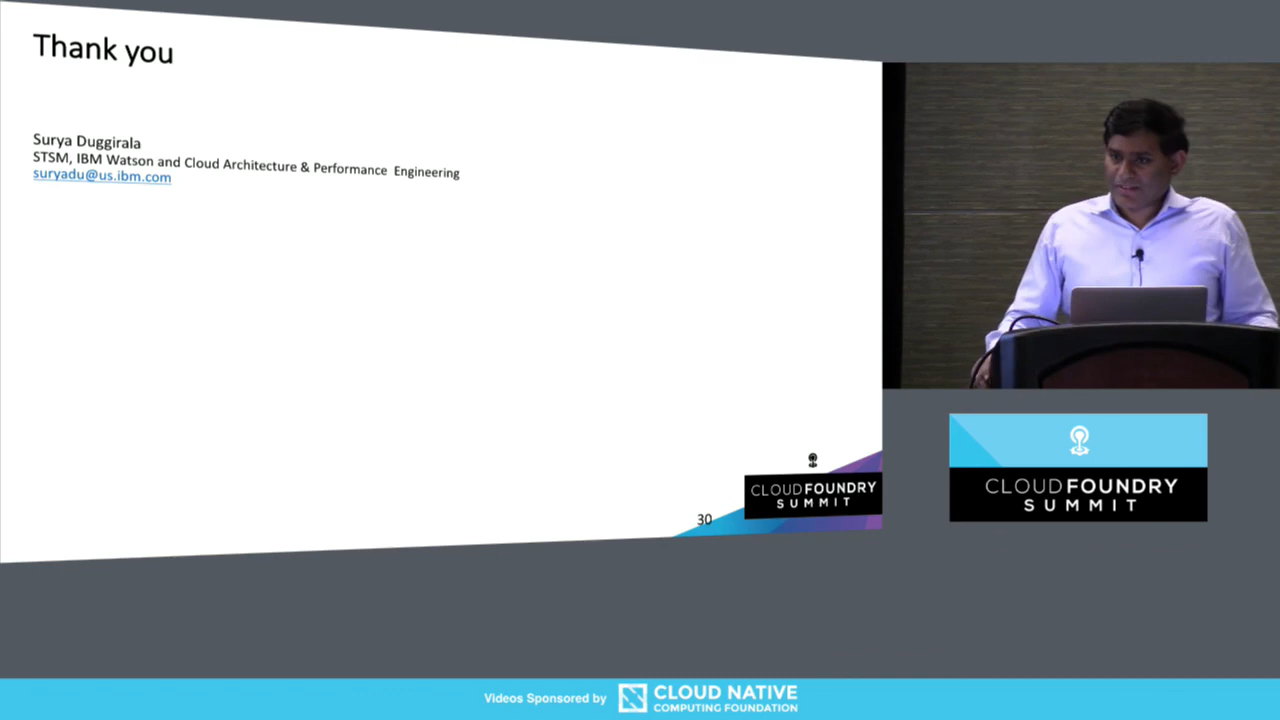 Thank you
Surya Duggirala
STSM, IBM Watson and Cloud Architecture & Performance Engineering
suryadu@us.ibm.com
CLOUDFOUNDRY
SUMMIT
30
CLOUDFOUNDRY
SUMMIT
Videos Sponsored by
CLOUD NATIVE
COMPUTING FOUNDATION